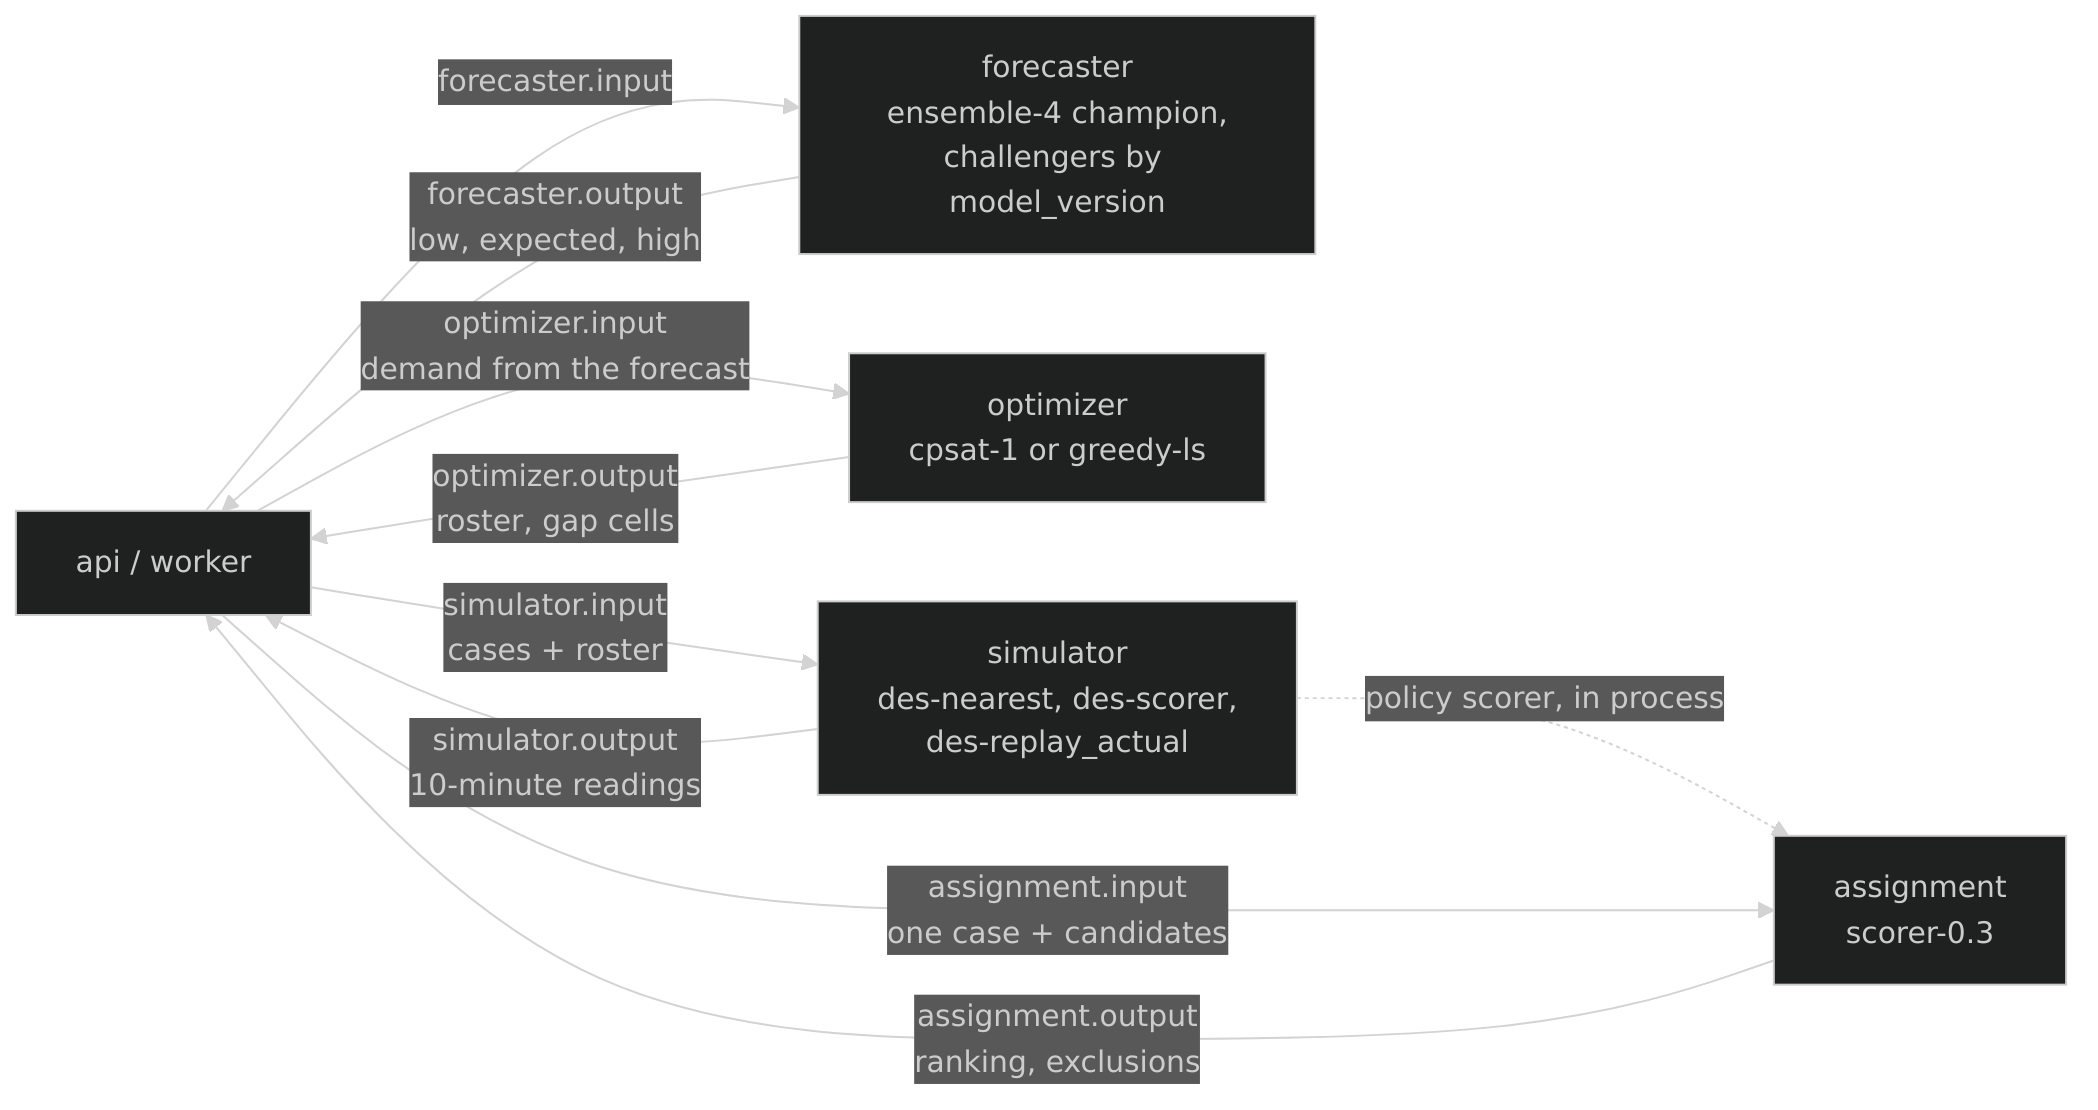 forecaster.input
forecaster
ensemble-4 champion,
challengers by
model_version
forecaster.output
low, expected, high
optimizer.input
demand from the forecast
optimizer
cpsat-1 or greedy-ls
optimizer.output
roster, gap cells
api / worker
simulator.input
cases + roster
simulator
des-nearest, des-scorer,
des-replay_actual
policy scorer, in process
simulator.output
10-minute readings
assignment.input
one case + candidates
assignment
scorer-0.3
assignment.output
ranking, exclusions